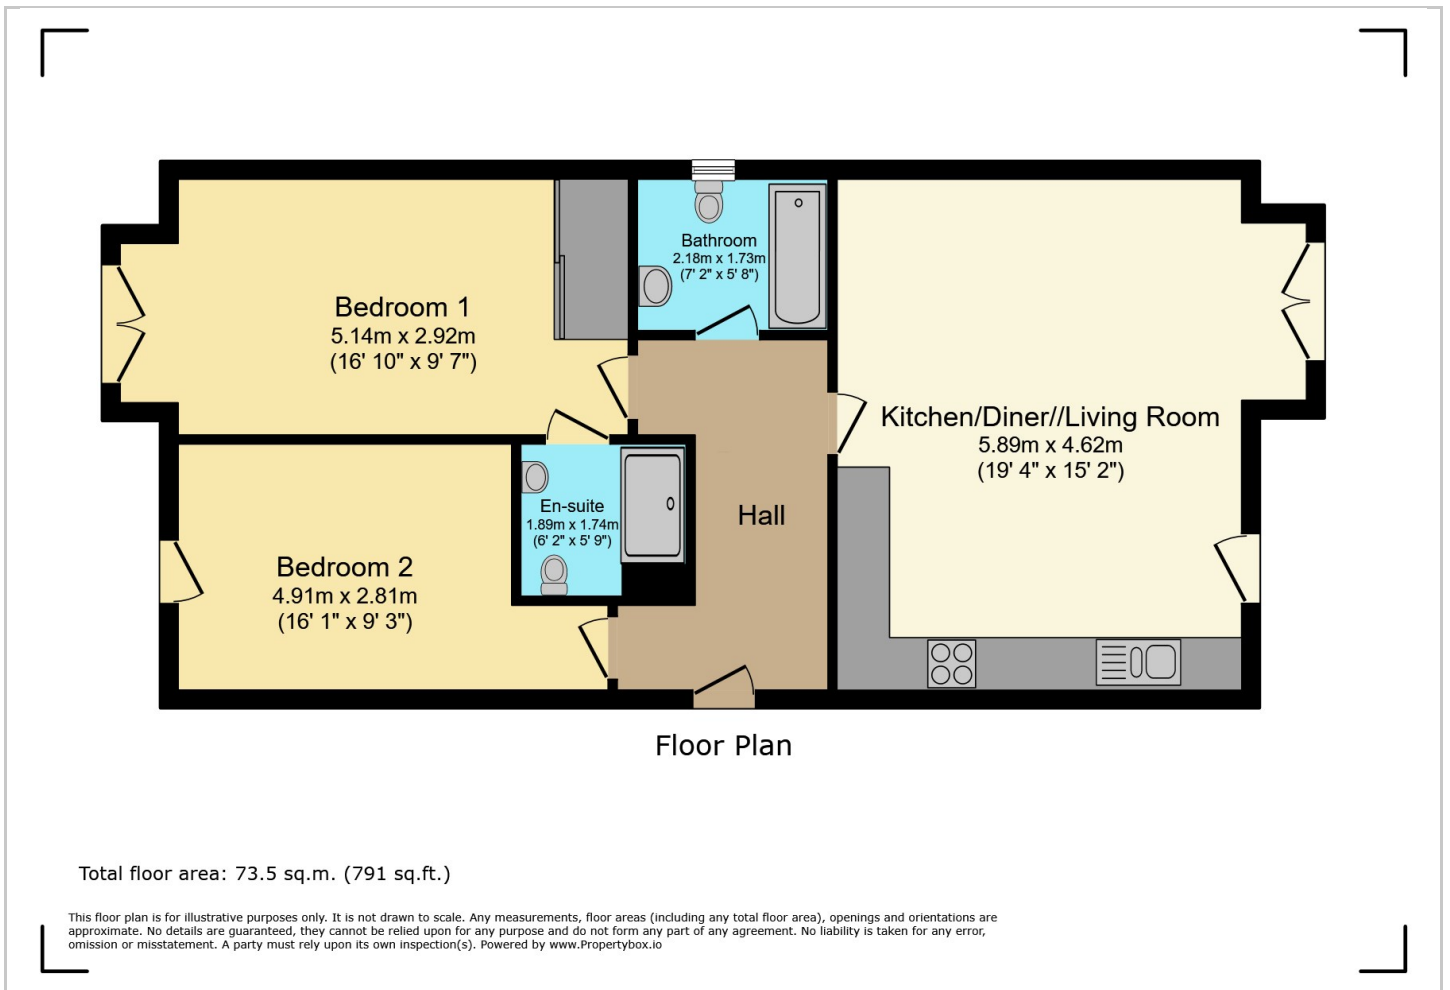 Bathroom
2.18m x 1.73m
(7' 2" x 5' 8")
Bedroom 1
5.14m x 2.92m
(16' 10" x 9' 7")
Kitchen/Diner//Living Room
5.89m x 4.62m
(19' 4" x 15' 2")
En-suite
1.89m x 1.74m
(6' 2" x 5' 9")
Hall
Bedroom 2
4.91m x 2.81m
(16' 1" x 9' 3")
Floor Plan
Total floor area: 73.5 sq.m. (791 sq.ft.)
This floor plan is for illustrative purposes only. It is not drawn to scale. Any measurements, floor areas (including any total floor area), openings and orientations are
approximate. No details are guaranteed, they cannot be relied upon for any purpose and do not form any part of any agreement. No liability is taken for any error,
omission or misstatement. A party must rely upon its own inspection(s). Powered by www.Propertybox.io